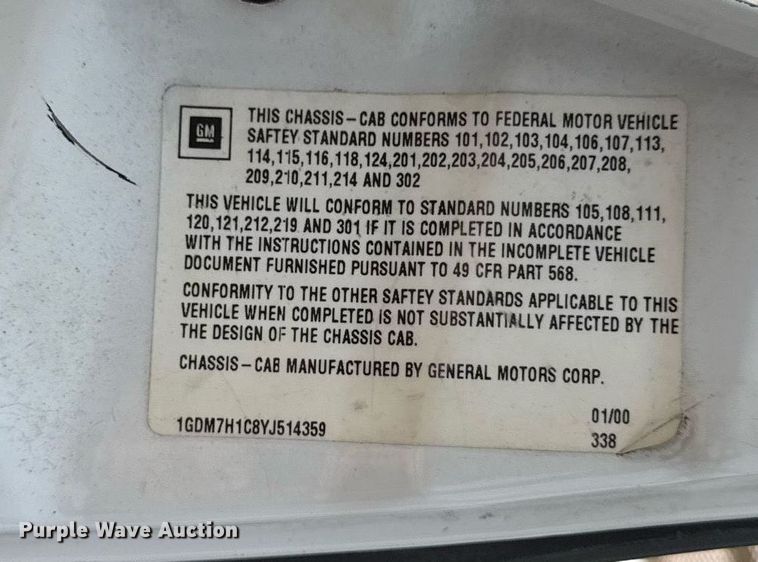 GM
THIS CHASSIS-CAB CONFORMS TO FEDERAL MOTOR VEHICLE
SAFTEY STANDARD NUMBERS 101,102,103,104,106,107,113,
114,115,116,118,124,201,202,203,204,205,206,207,208,
209,210,211,214 AND 302
THIS VEHICLE WILL CONFORM TO STANDARD NUMBERS 105,108,111,
120,121,212,219 AND 301 IF IT IS COMPLETED IN ACCORDANCE
WITH THE INSTRUCTIONS CONTAINED IN THE INCOMPLETE VEHICLE
DOCUMENT FURNISHED PURSUANT TO 49 CFR PART 568.
CONFORMITY TO THE OTHER SAFTEY STANDARDS APPLICABLE TO THIS
VEHICLE WHEN COMPLETED IS NOT SUBSTANTIALLY AFFECTED BY THE
THE DESIGN OF THE CHASSIS CAB.
CHASSIS-CAB MANUFACTURED BY GENERAL MOTORS CORP.
1GDM7H1C8YJ514359
01/00
338
Purple Wave Auction